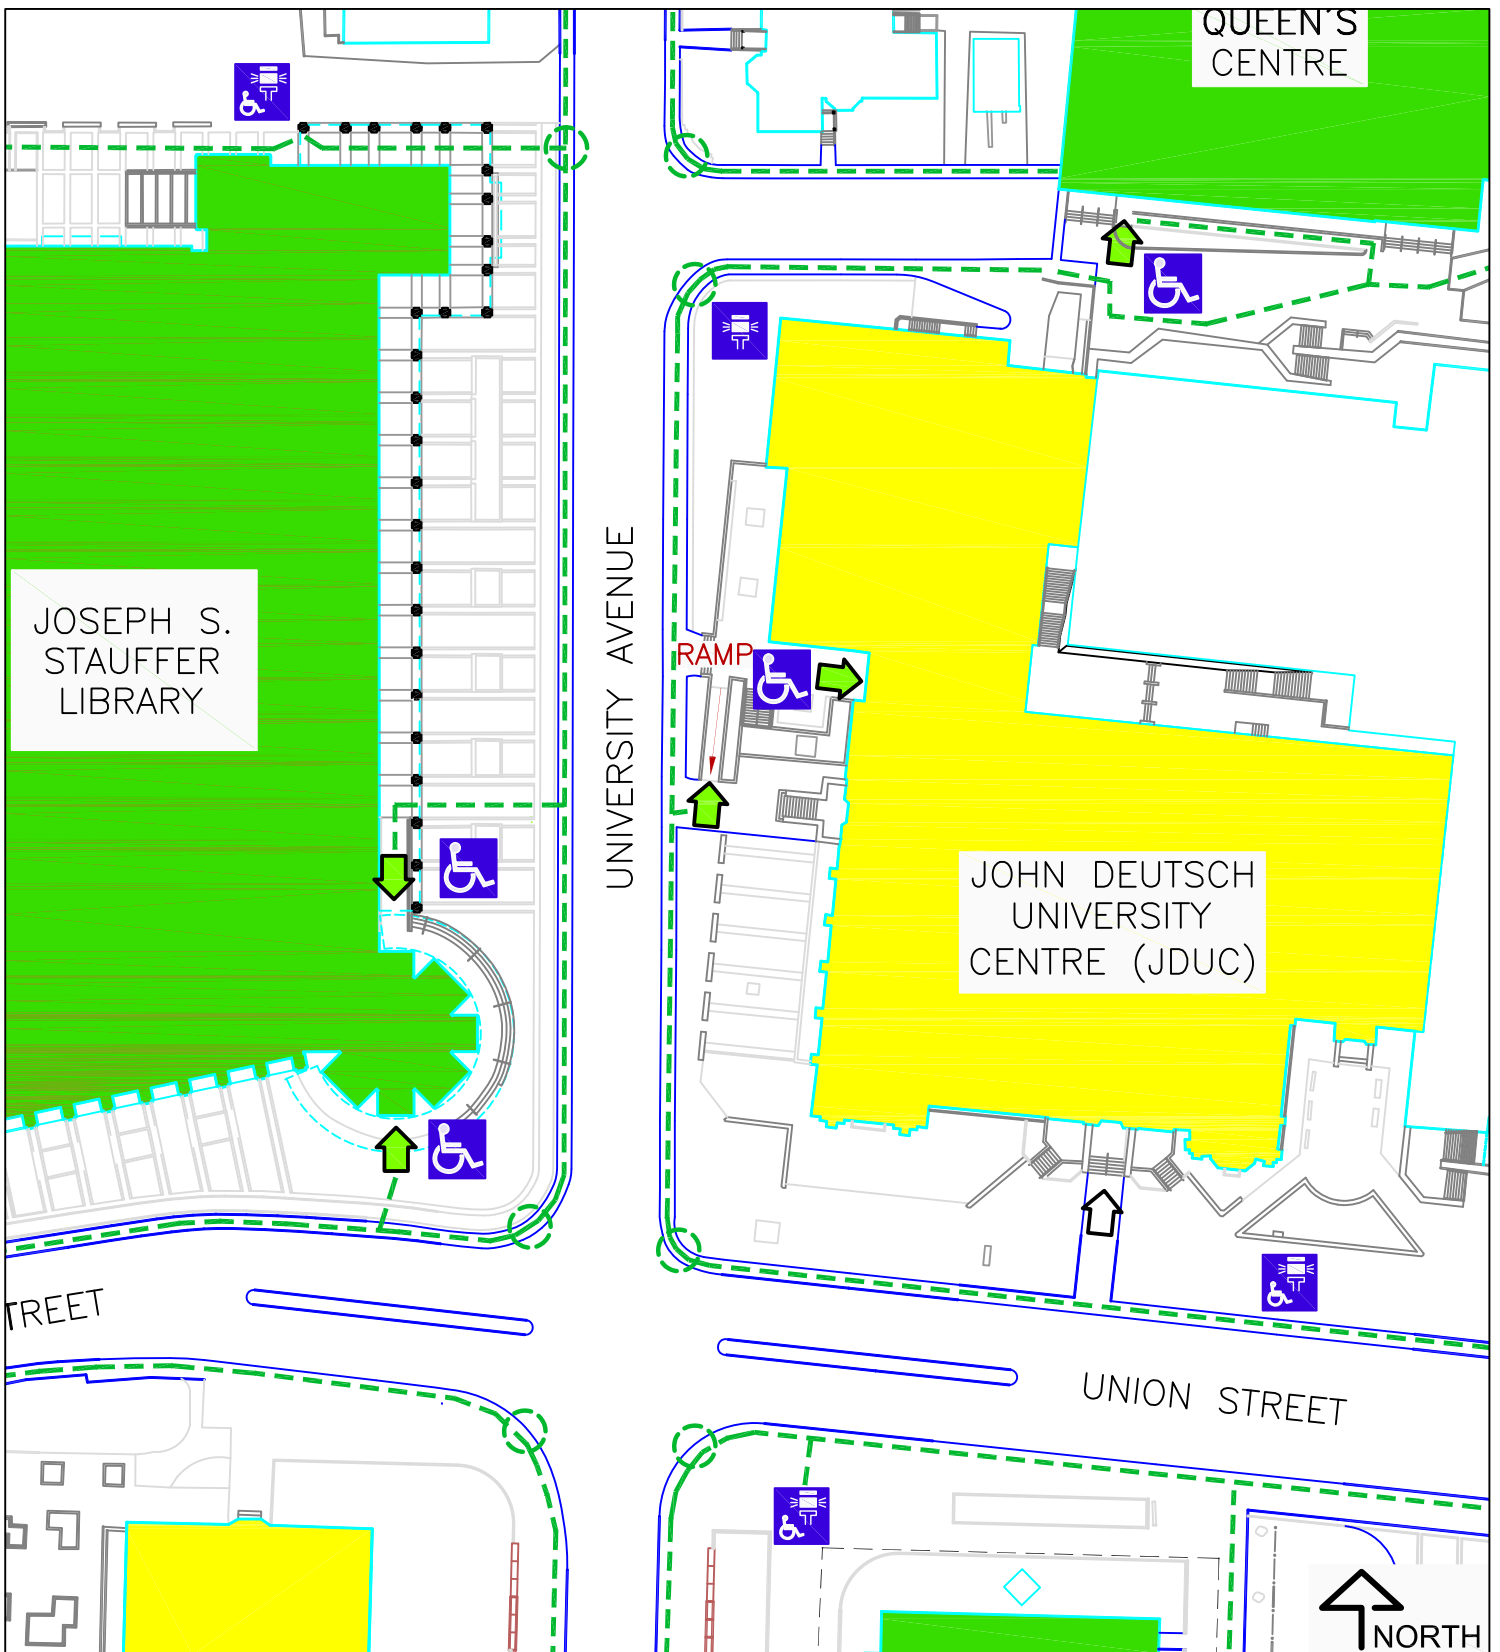 QUEEN'S
CENTRE
JOSEPH S.
STAUFFER
LIBRARY
UNIVERSITY AVENUE
RAMP
JOHN DEUTSCH
UNIVERSITY
CENTRE (JDUC)
TREET
UNION STREET
NORTH